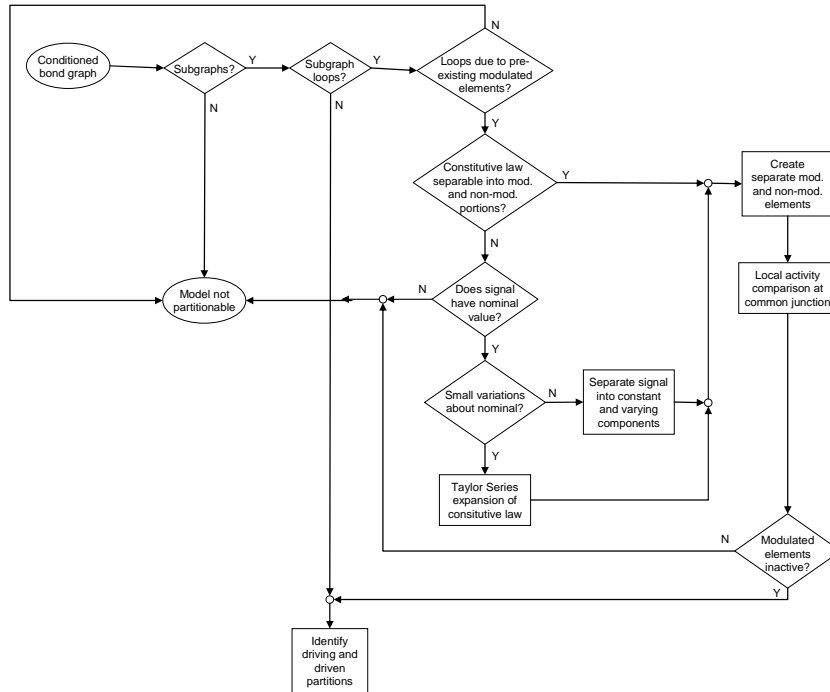 N
Conditioned
bond graph
Subgraphs?
Y
Subgraph
loops?
Y
Loops due to pre-
existing modulated
elements?
N
N
Y
Constitutive law
separable into mod.
and non-mod.
portions?
Y
Create
separate mod.
and non-mod.
elements
N
Model not
partitionable
N
Does signal
have nominal
value?
Local activity
comparison at
common junction
Y
Small variations
about nominal?
N
Separate signal
into constant
and varying
components
Y
Taylor Series
expansion of
consitutive law
N
Modulated
elements
inactive?
Y
Identify
driving and
driven
partitions